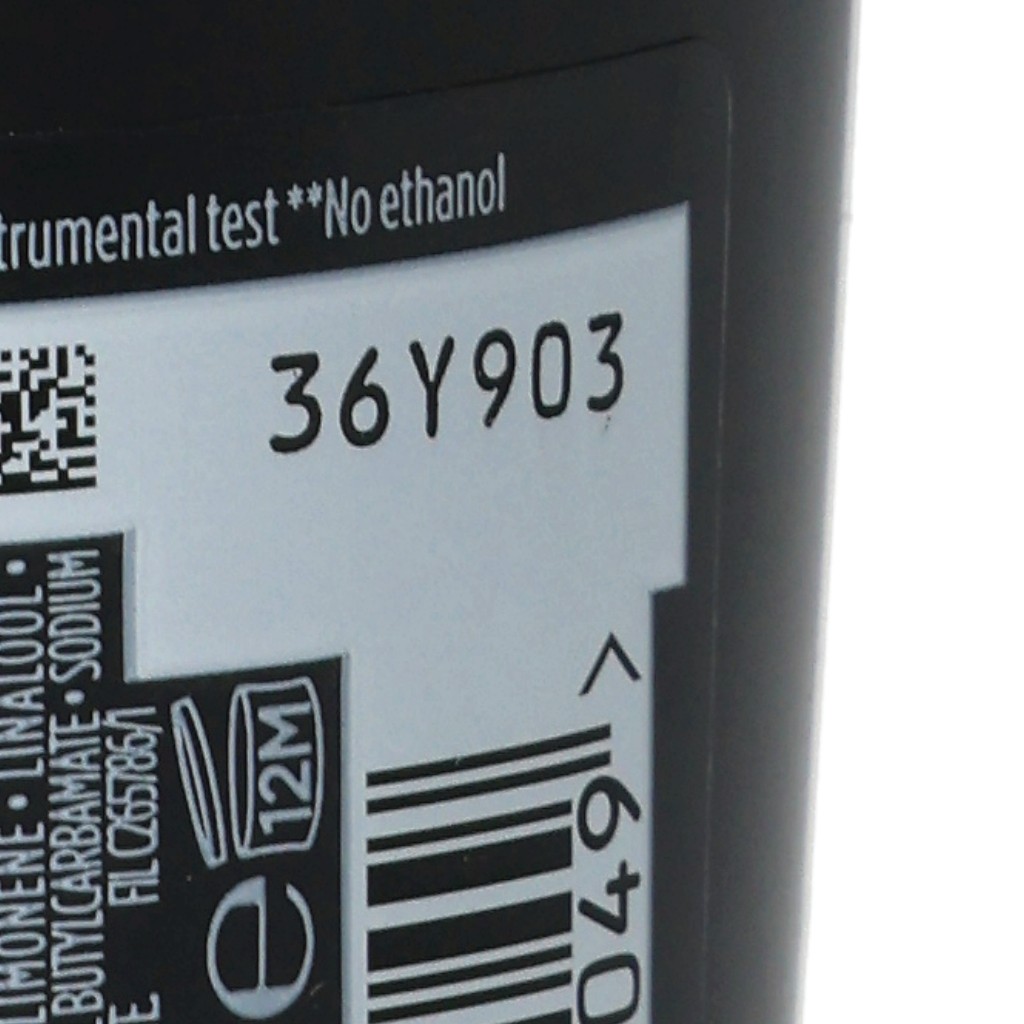 trumental test **No ethanol
36Y903
LIMONENE • LINALOOL •
BUTYLCARBAMATE • SODIUM
FIL C265786/1
12M
e
049 >